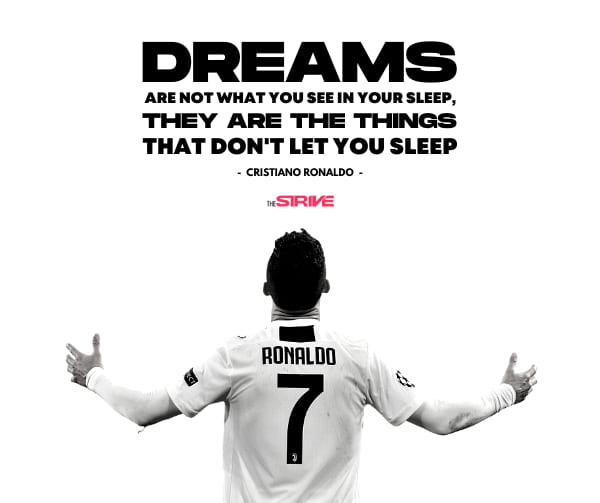 DREAMS
ARE NOT WHAT YOU SEE IN YOUR SLEEP,
THEY ARE THE THINGS
THAT DON'T LET YOU SLEEP
- CRISTIANO RONALDO -
THE STRIVE
RONALDO
7